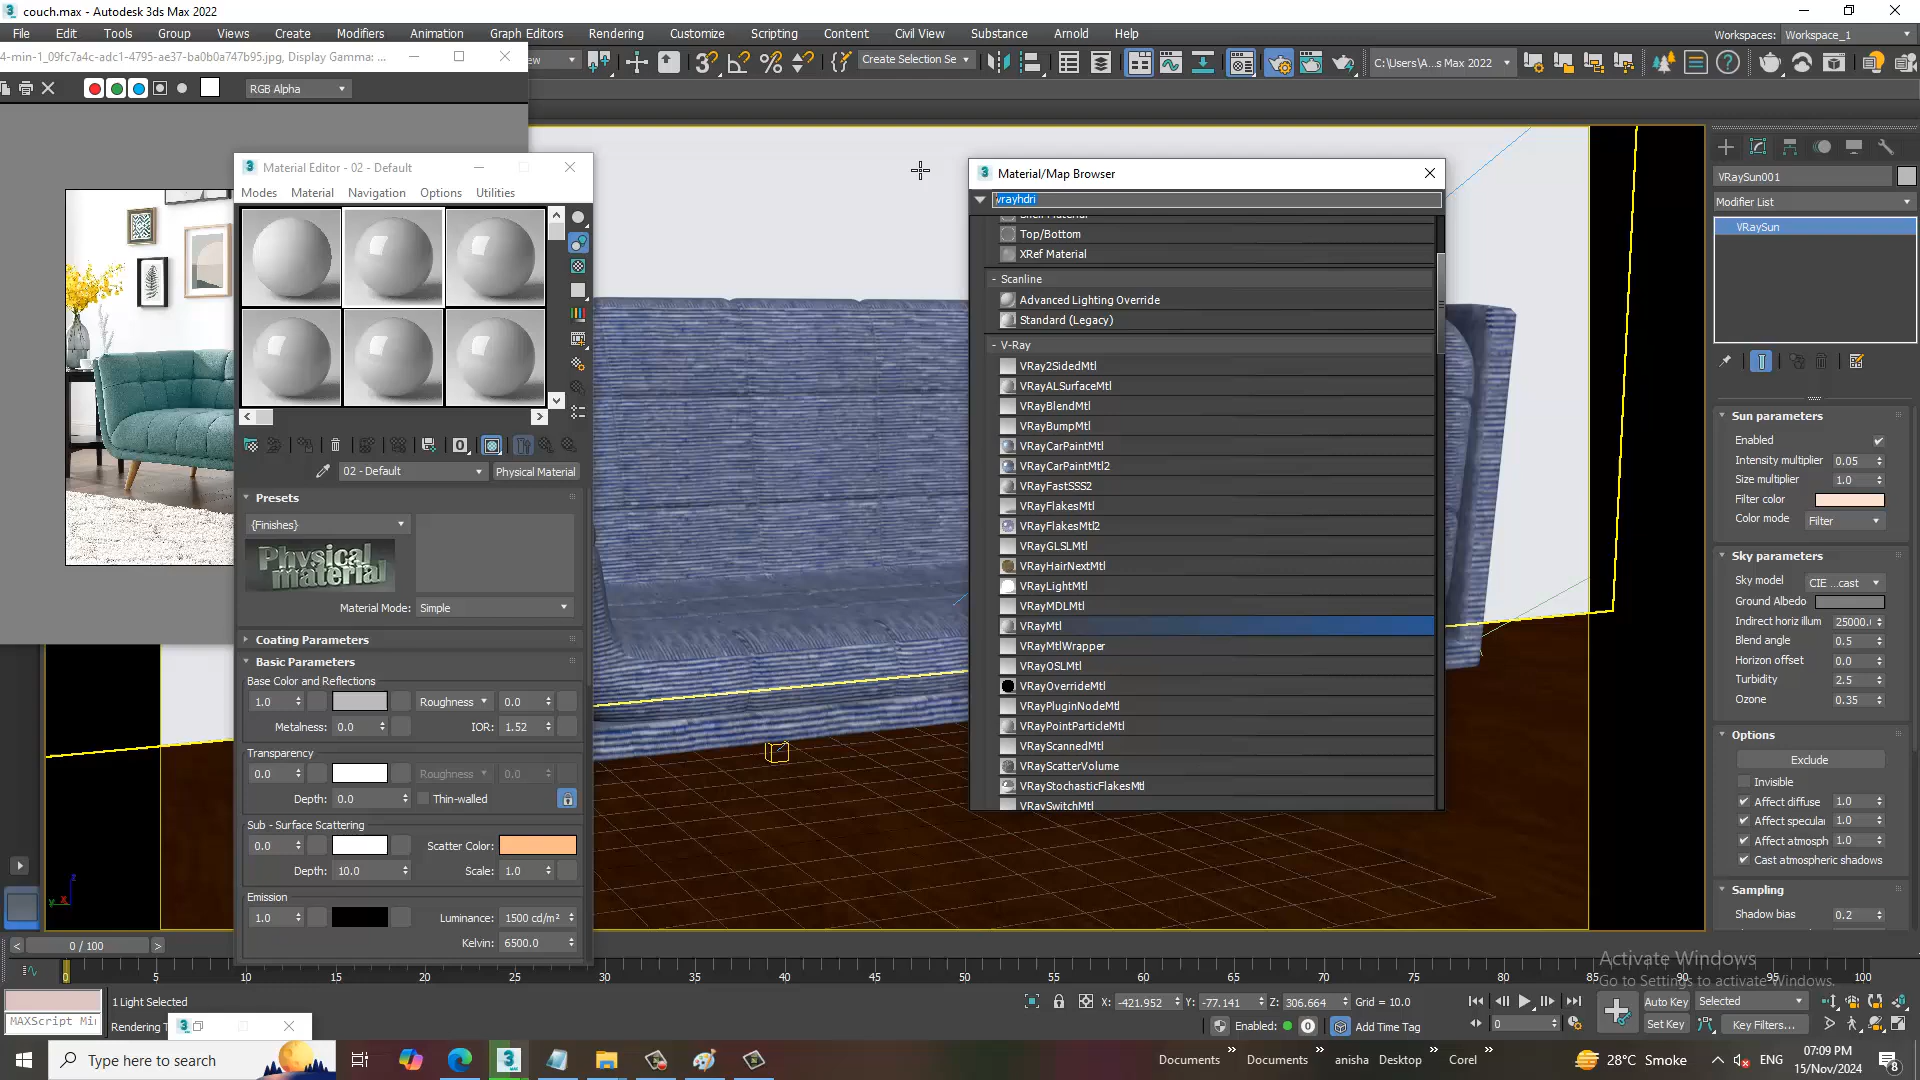 couch.max - Autodesk 3ds Max 2022
File Edit Tools Group Views Create Modifiers Animation Graph Editors Rendering Customize Scripting Content Civil View Substance Arnold Help
Workspaces: Workspace_1
4-min-1_09fc7a4c-adc1-4795-ae37-ba0b0a747b95.jpg, Display Gamma: ...
Create Selection Se
C:\Users\A...s Max 2022
RGB Alpha
Material Editor - 02 - Default
Modes Material Navigation Options Utilities
02 - Default
Physical Material
Presets
{Finishes}
Physical material
Material Mode: Simple
Coating Parameters
Basic Parameters
Base Color and Reflections
1.0 Roughness 0.0
Metalness: 0.0 IOR: 1.52
Transparency
0.0 Roughness 0.0
Depth: 0.0 Thin-walled
Sub - Surface Scattering
0.0 Scatter Color:
Depth: 10.0 Scale: 1.0
Emission
1.0 Luminance: 1500 cd/m²
Kelvin: 6500.0
Material/Map Browser
vrayhdri
Shell Material
Top/Bottom
XRef Material
- Scanline
Advanced Lighting Override
Standard (Legacy)
- V-Ray
VRay2SidedMtl
VRayALSurfaceMtl
VRayBlendMtl
VRayBumpMtl
VRayCarPaintMtl
VRayCarPaintMtl2
VRayFastSSS2
VRayFlakesMtl
VRayFlakesMtl2
VRayGLSLMtl
VRayHairNextMtl
VRayLightMtl
VRayMDLMtl
VRayMtl
VRayMtlWrapper
VRayOSLMtl
VRayOverrideMtl
VRayPluginNodeMtl
VRayPointParticleMtl
VRayScannedMtl
VRayScatterVolume
VRayStochasticFlakesMtl
VRaySwitchMtl
VRaySun001
Modifier List
VRaySun
Sun parameters
Enabled
Intensity multiplier 0.05
Size multiplier 1.0
Filter color
Color mode Filter
Sky parameters
Sky model CIE ...cast
Ground Albedo
Indirect horiz illum 25000.
Blend angle 0.5
Horizon offset 0.0
Turbidity 2.5
Ozone 0.35
Options
Exclude
Invisible
Affect diffuse 1.0
Affect specular 1.0
Affect atmosph 1.0
Cast atmospheric shadows
Sampling
Shadow bias 0.2
0 / 100
0 5 10 15 20 25 30 35 40 45 50 55 60 65 70 75 80 85 90 95 100
Activate Windows
Go to Settings to activate Windows.
1 Light Selected
X: -421.952 Y: -77.141 Z: 306.664 Grid = 10.0
Auto Key Selected
MAXScript Mi
Rendering T
Enabled: 0 Add Time Tag
0
Set Key Key Filters...
Type here to search
Documents Documents anisha Desktop Corel
28°C Smoke
ENG
07:09 PM
15/Nov/2024
8